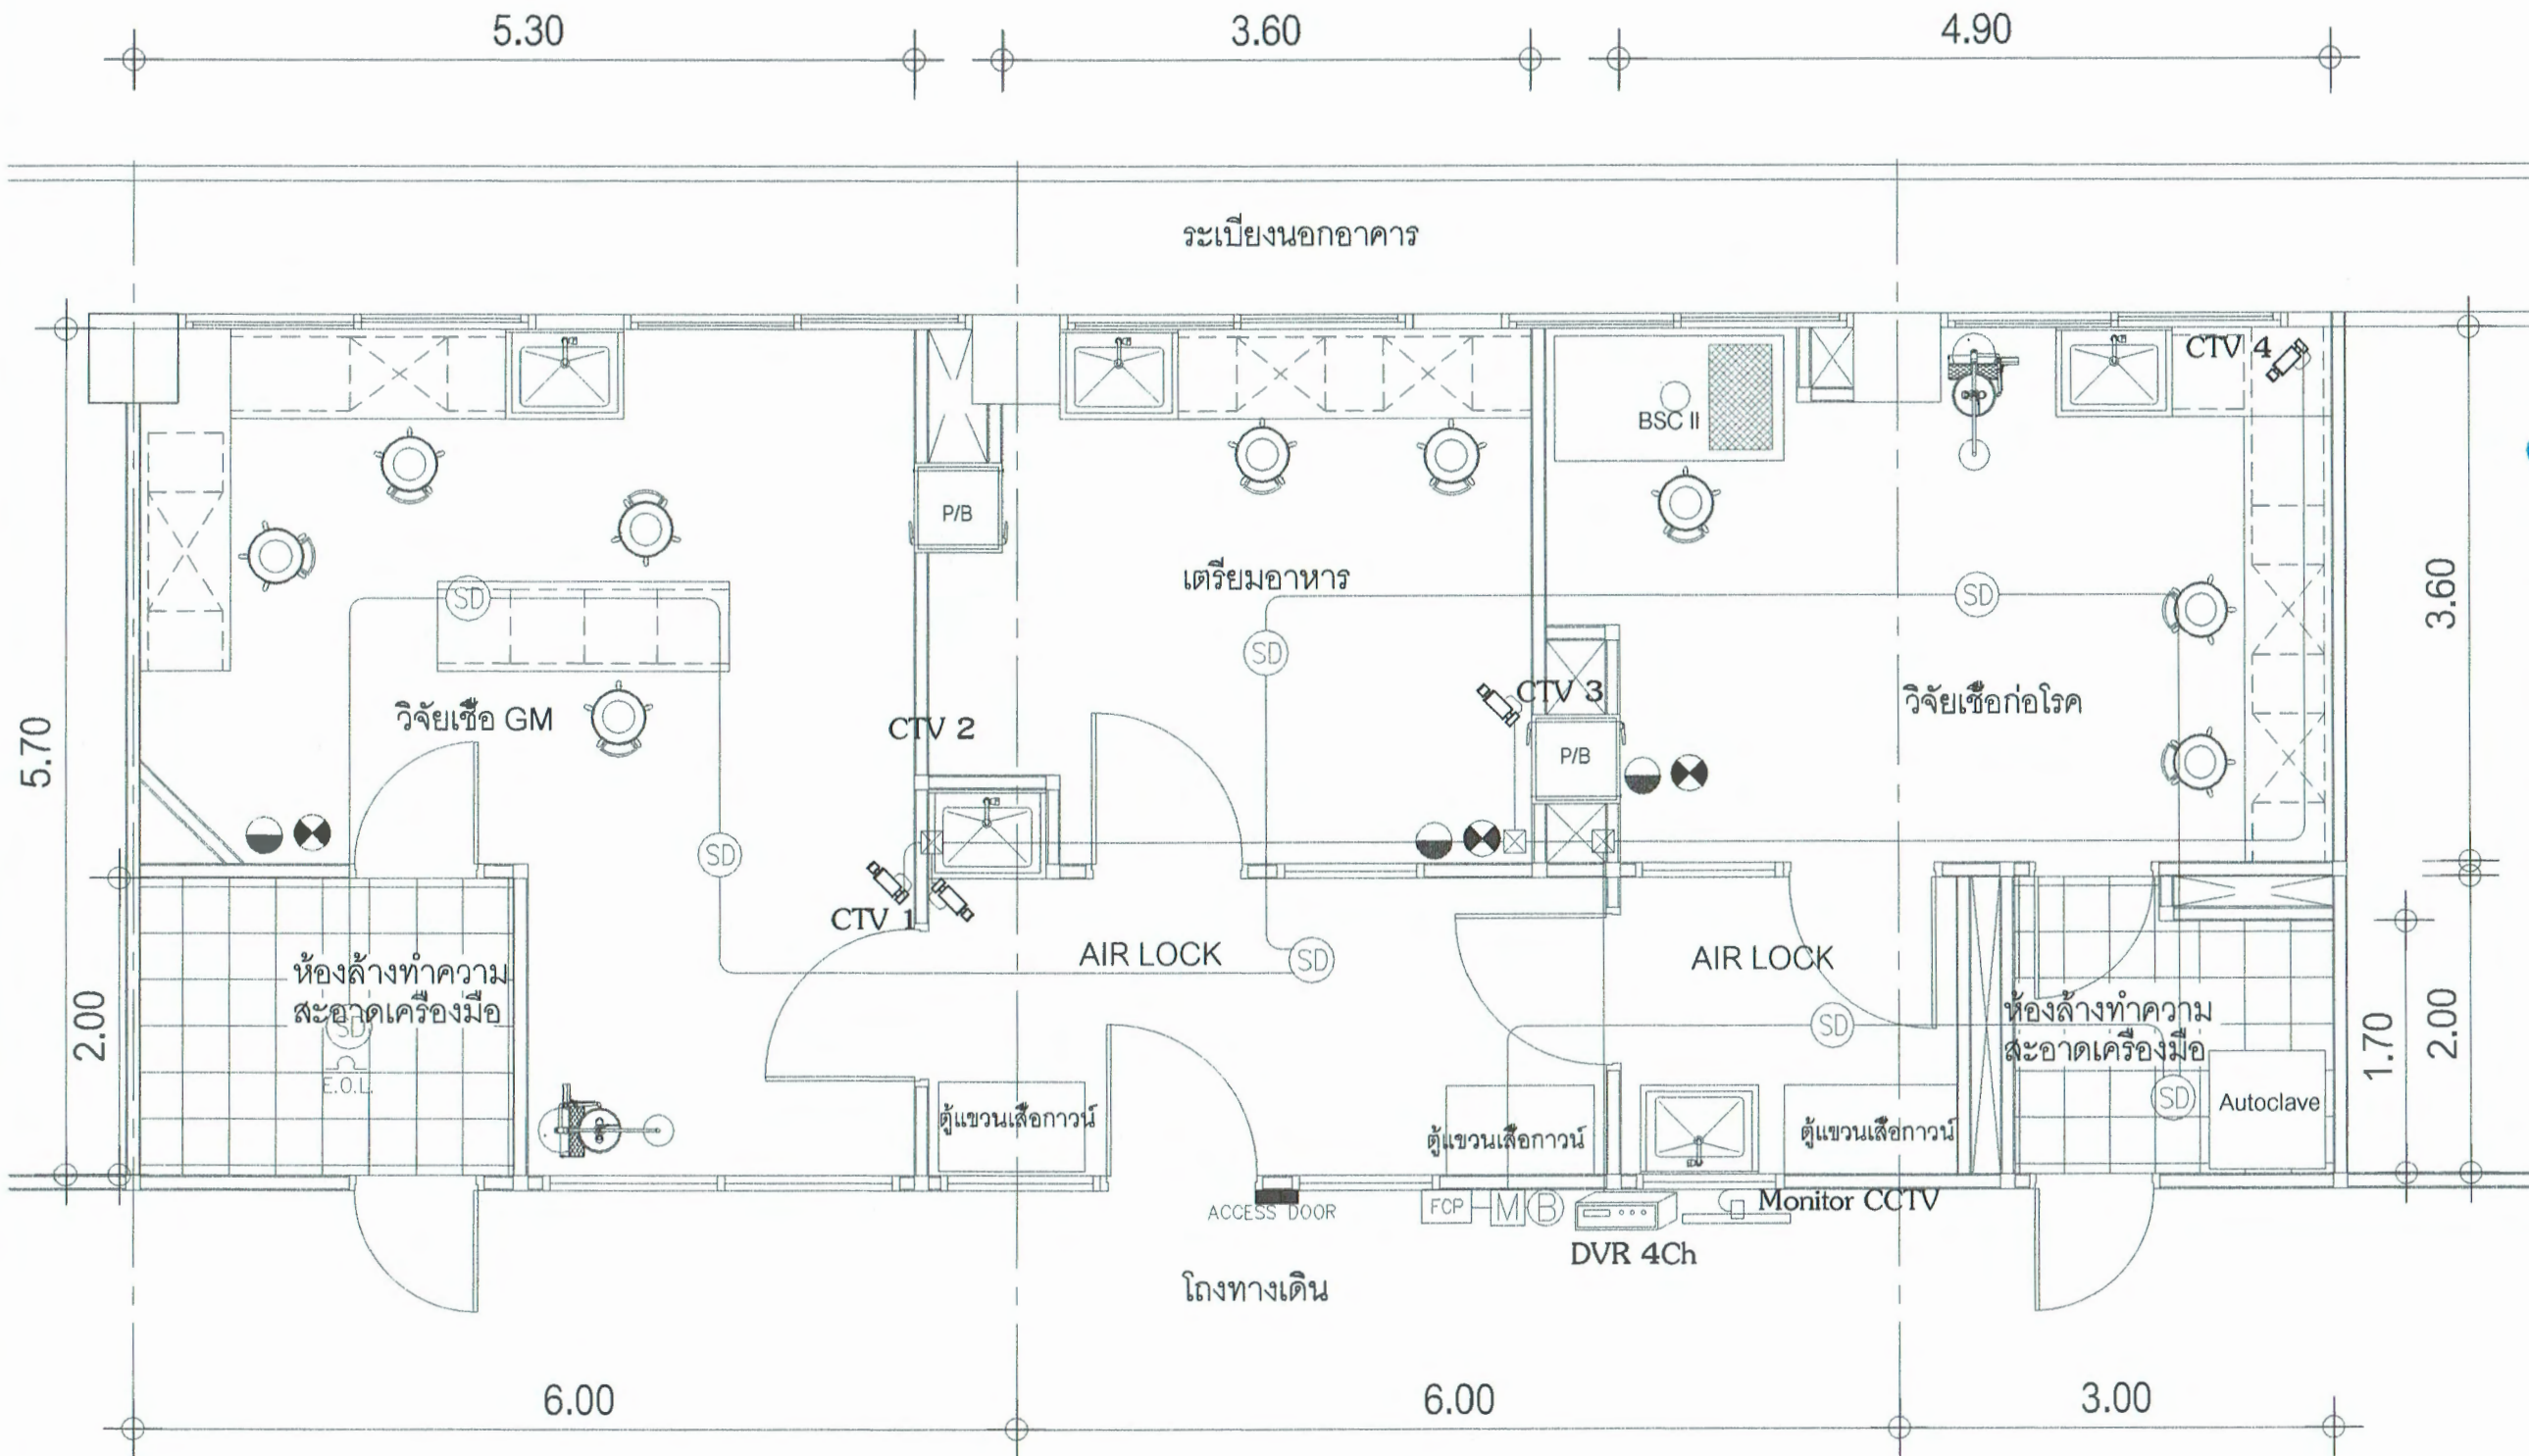 5.30
3.60
4.90
ระเบียงนอกอาคาร
CTV 4
BSC II
P/B
เตรียมอาหาร
SD
SD
SD
3.60
วิจัยเชื้อ GM
CTV 2
CTV 3
วิจัยเชื้อก่อโรค
5.70
P/B
SD
CTV 1
AIR LOCK
SD
AIR LOCK
ห้องล้างทำความ
สะอาดเครื่องมือ
SD
E.O.L.
2.00
SD
ห้องล้างทำความ
สะอาดเครื่องมือ
SD
Autoclave
1.70
2.00
ตู้แขวนเสื้อกาวน์
ตู้แขวนเสื้อกาวน์
ตู้แขวนเสื้อกาวน์
ACCESS DOOR
FCP
M
B
Monitor CCTV
DVR 4Ch
โถงทางเดิน
6.00
6.00
3.00